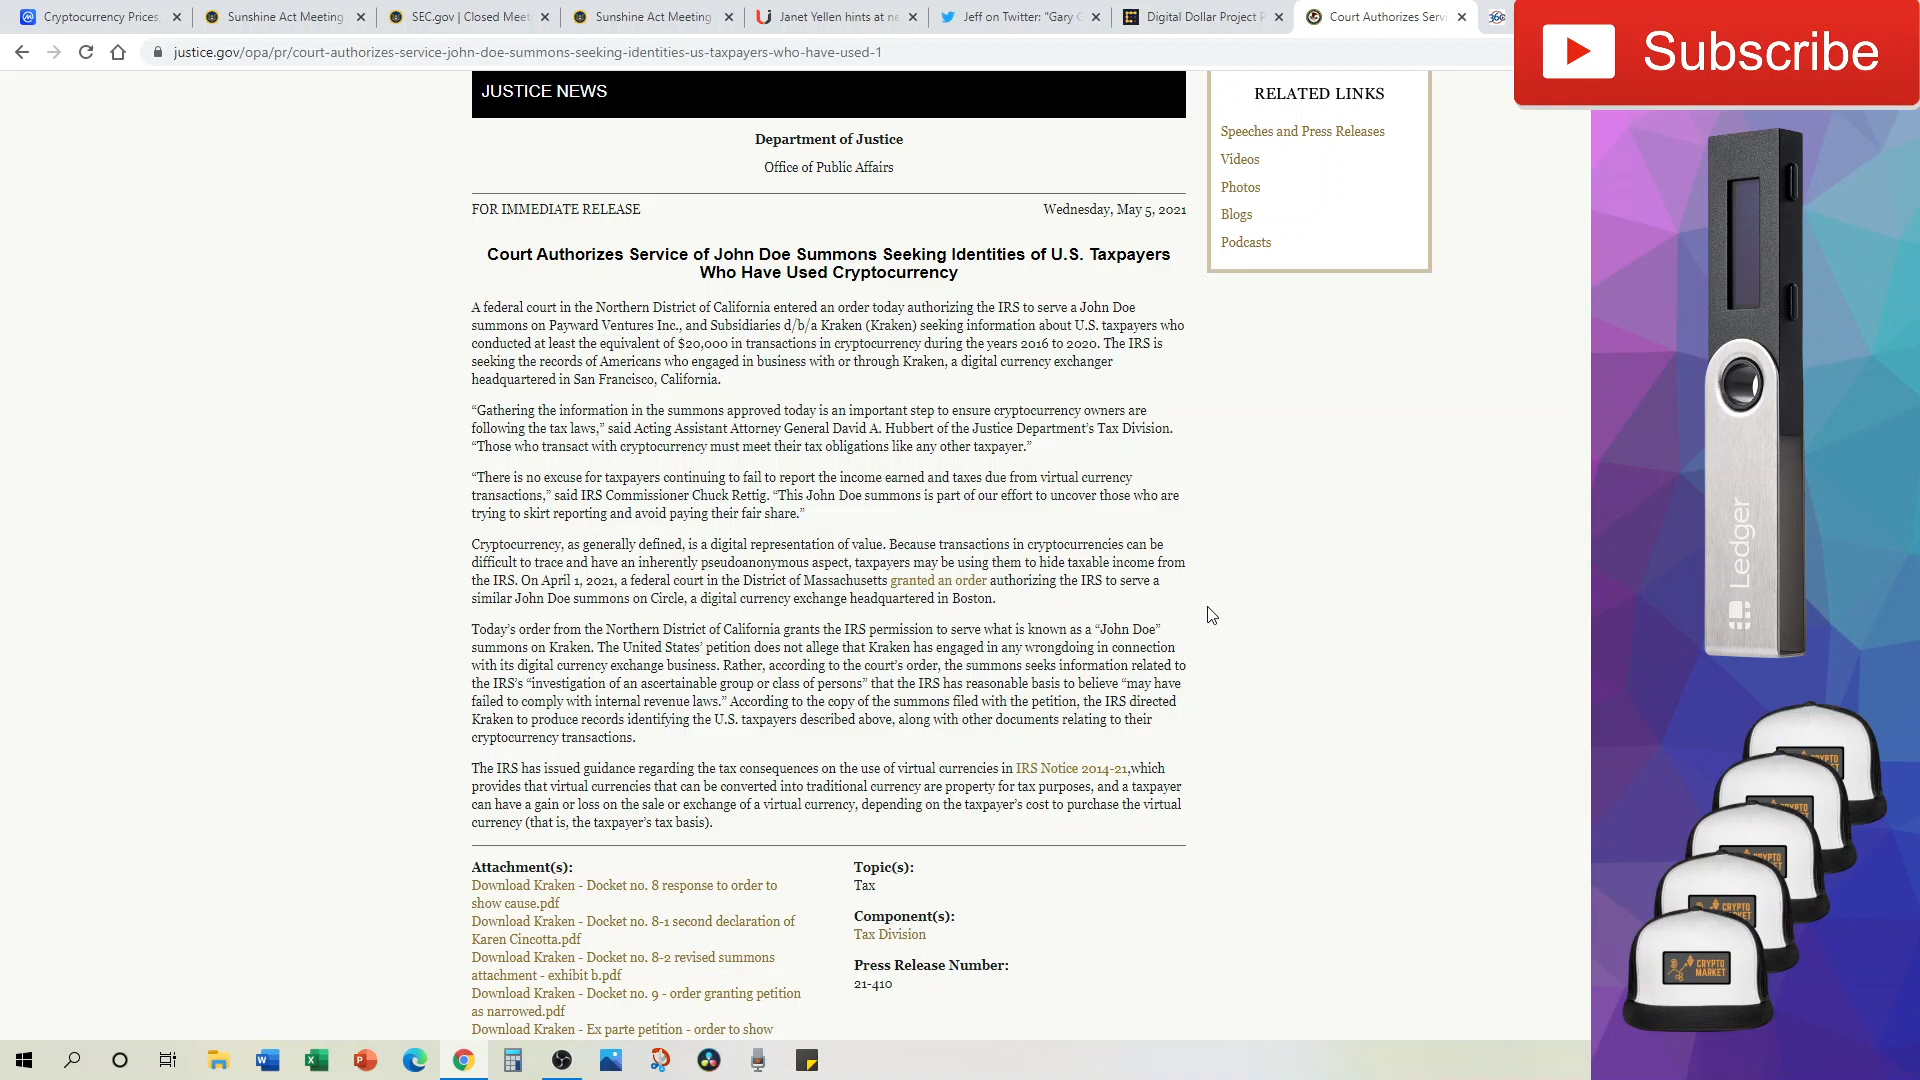 Cryptocurrency Prices,
Sunshine Act Meeting
SEC.gov | Closed Meet
Sunshine Act Meeting
Janet Yellen hints at ne
Jeff on Twitter: "Gary G
Digital Dollar Project P
Court Authorizes Servi
justice.gov/opa/pr/court-authorizes-service-john-doe-summons-seeking-identities-us-taxpayers-who-have-used-1
Subscribe
JUSTICE NEWS
Department of Justice
Office of Public Affairs
FOR IMMEDIATE RELEASE
Wednesday, May 5, 2021
Court Authorizes Service of John Doe Summons Seeking Identities of U.S. Taxpayers
Who Have Used Cryptocurrency
A federal court in the Northern District of California entered an order today authorizing the IRS to serve a John Doe
summons on Payward Ventures Inc., and Subsidiaries d/b/a Kraken (Kraken) seeking information about U.S. taxpayers who
conducted at least the equivalent of $20,000 in transactions in cryptocurrency during the years 2016 to 2020. The IRS is
seeking the records of Americans who engaged in business with or through Kraken, a digital currency exchanger
headquartered in San Francisco, California.
“Gathering the information in the summons approved today is an important step to ensure cryptocurrency owners are
following the tax laws,” said Acting Assistant Attorney General David A. Hubbert of the Justice Department’s Tax Division.
“Those who transact with cryptocurrency must meet their tax obligations like any other taxpayer.”
“There is no excuse for taxpayers continuing to fail to report the income earned and taxes due from virtual currency
transactions,” said IRS Commissioner Chuck Rettig. “This John Doe summons is part of our effort to uncover those who are
trying to skirt reporting and avoid paying their fair share.”
Cryptocurrency, as generally defined, is a digital representation of value. Because transactions in cryptocurrencies can be
difficult to trace and have an inherently pseudoanonymous aspect, taxpayers may be using them to hide taxable income from
the IRS. On April 1, 2021, a federal court in the District of Massachusetts granted an order authorizing the IRS to serve a
similar John Doe summons on Circle, a digital currency exchange headquartered in Boston.
Today’s order from the Northern District of California grants the IRS permission to serve what is known as a “John Doe”
summons on Kraken. The United States’ petition does not allege that Kraken has engaged in any wrongdoing in connection
with its digital currency exchange business. Rather, according to the court’s order, the summons seeks information related to
the IRS’s “investigation of an ascertainable group or class of persons” that the IRS has reasonable basis to believe “may have
failed to comply with internal revenue laws.” According to the copy of the summons filed with the petition, the IRS directed
Kraken to produce records identifying the U.S. taxpayers described above, along with other documents relating to their
cryptocurrency transactions.
The IRS has issued guidance regarding the tax consequences on the use of virtual currencies in IRS Notice 2014-21,which
provides that virtual currencies that can be converted into traditional currency are property for tax purposes, and a taxpayer
can have a gain or loss on the sale or exchange of a virtual currency, depending on the taxpayer’s cost to purchase the virtual
currency (that is, the taxpayer’s tax basis).
Attachment(s):
Download Kraken - Docket no. 8 response to order to
show cause.pdf
Download Kraken - Docket no. 8-1 second declaration of
Karen Cincotta.pdf
Download Kraken - Docket no. 8-2 revised summons
attachment - exhibit b.pdf
Download Kraken - Docket no. 9 - order granting petition
as narrowed.pdf
Download Kraken - Ex parte petition - order to show
Topic(s):
Tax
Component(s):
Tax Division
Press Release Number:
21-410
RELATED LINKS
Speeches and Press Releases
Videos
Photos
Blogs
Podcasts
Ledger
CRYPTO
MARKET